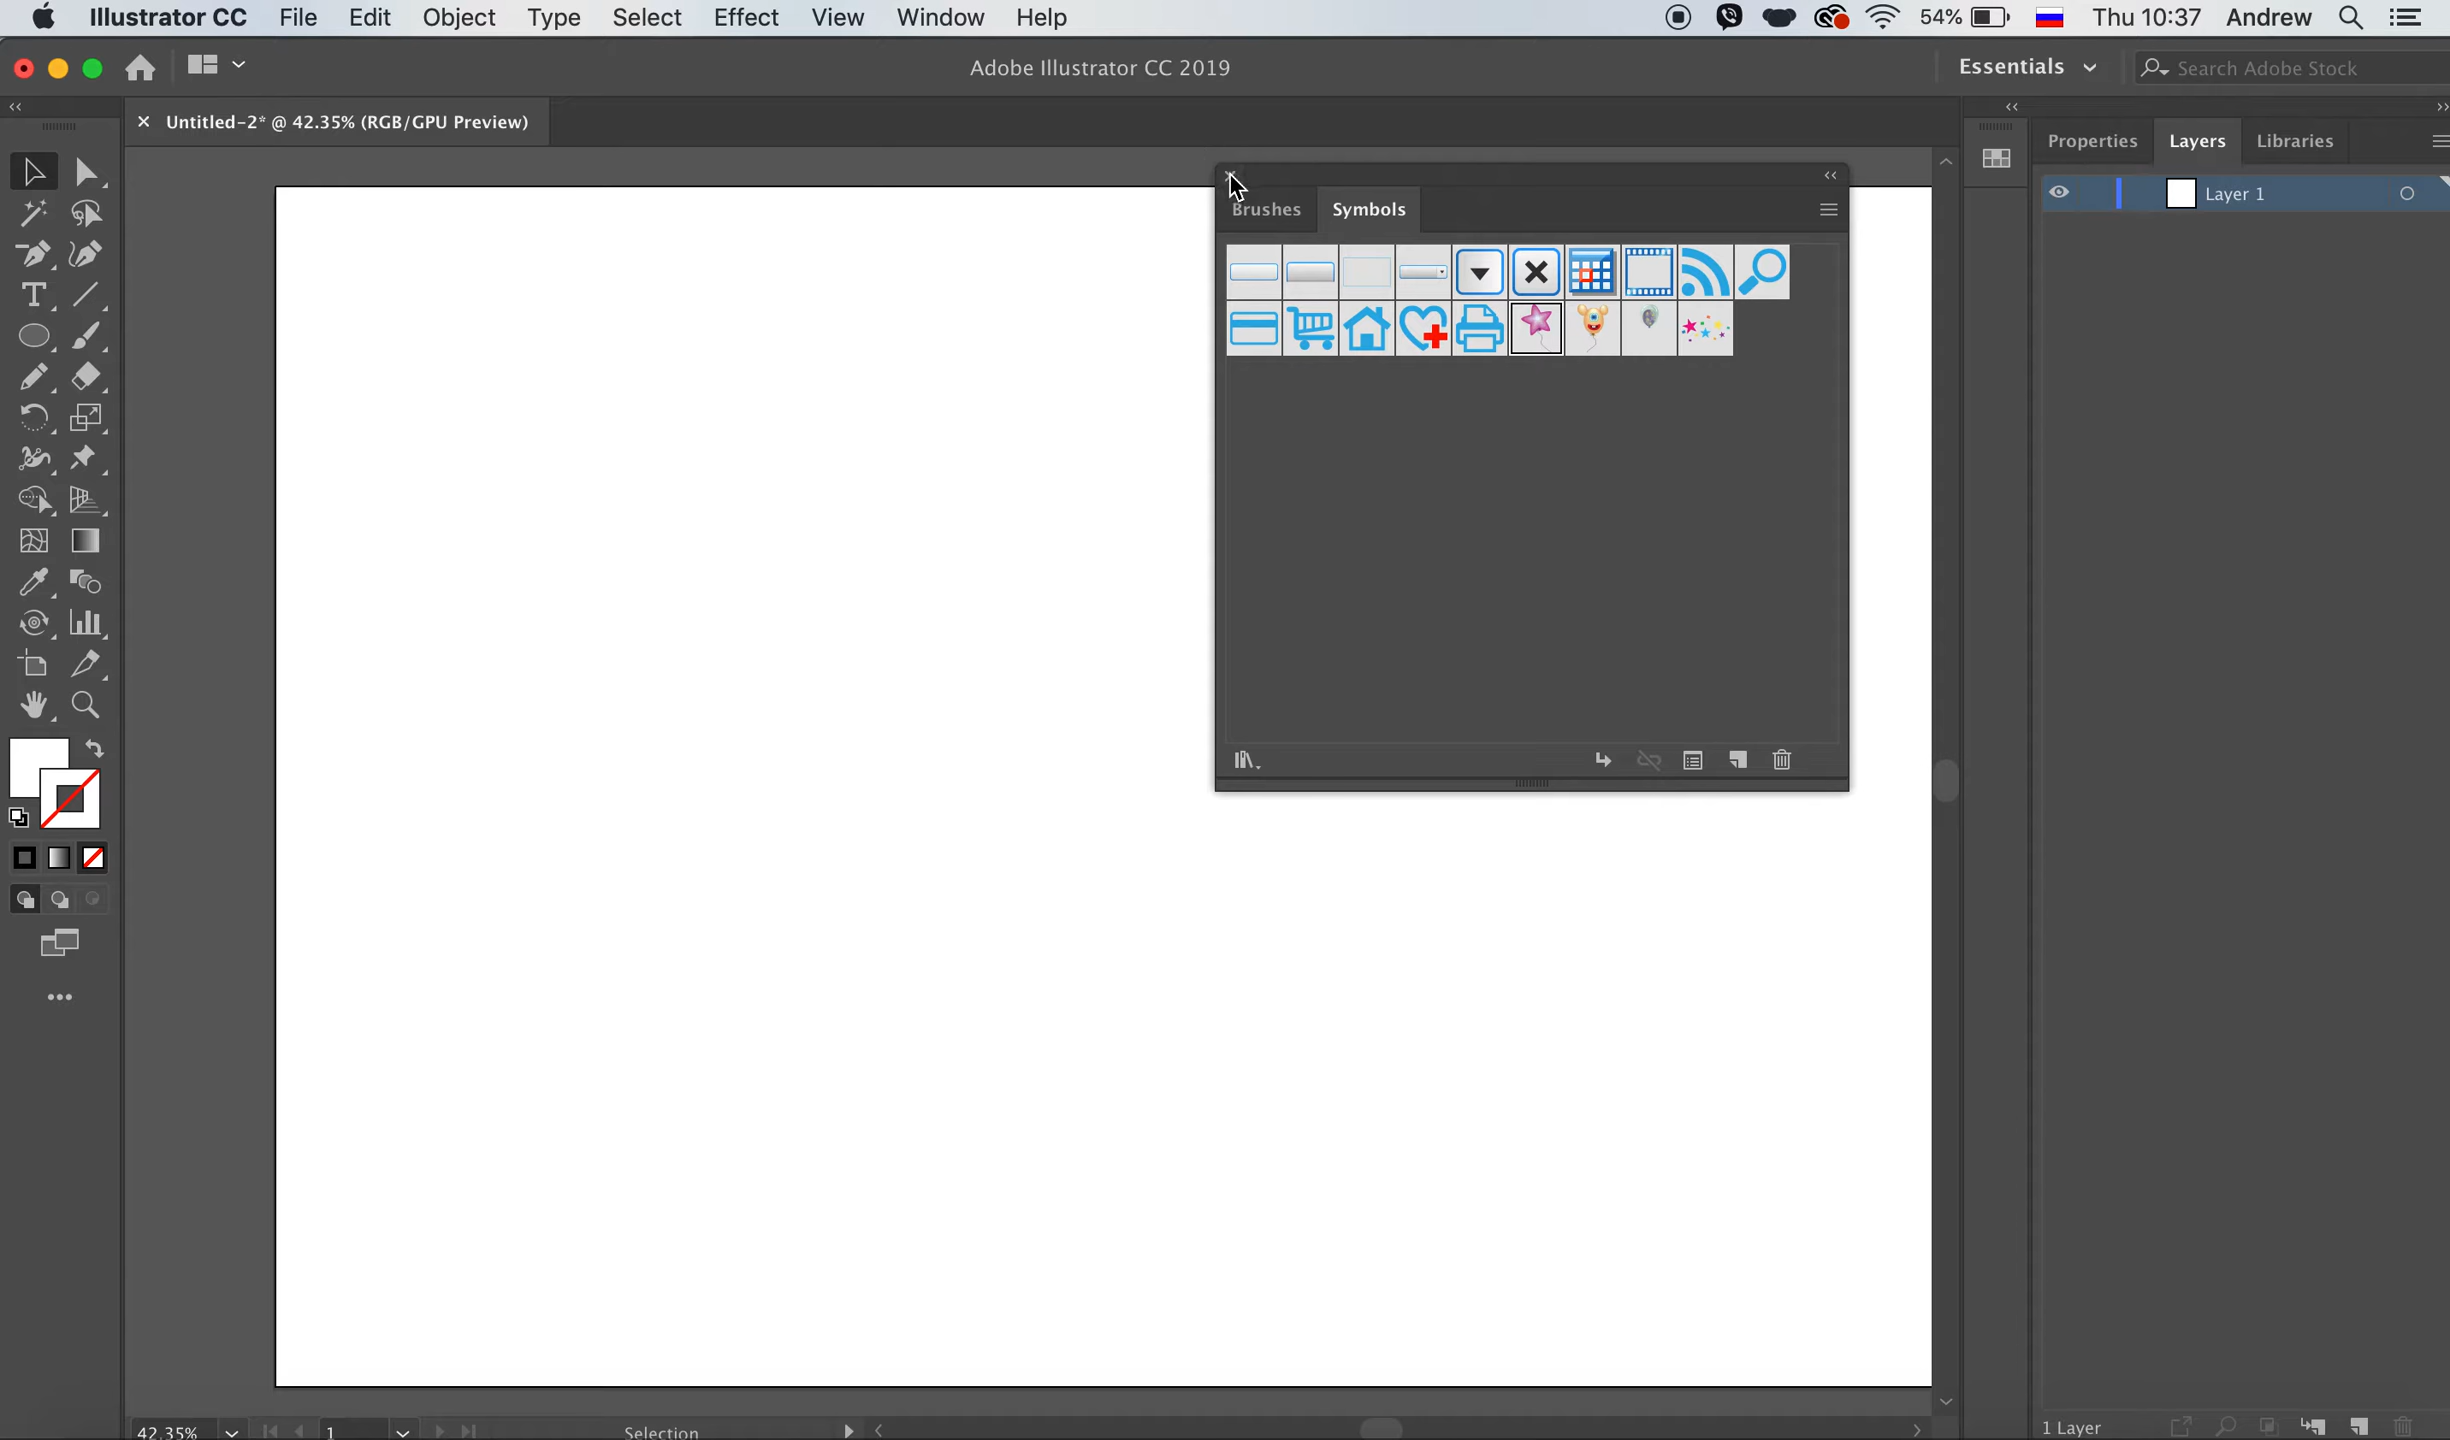 Illustrator CC File Edit Object Type Select Effect View Window Help 54% Thu 10:37 Andrew
Adobe Illustrator CC 2019 Essentials Search Adobe Stock
Untitled-2* @ 42.35% (RGB/GPU Preview)
Properties Layers Libraries
Layer 1
Brushes Symbols
42.35% 1 Selection
1 Layer